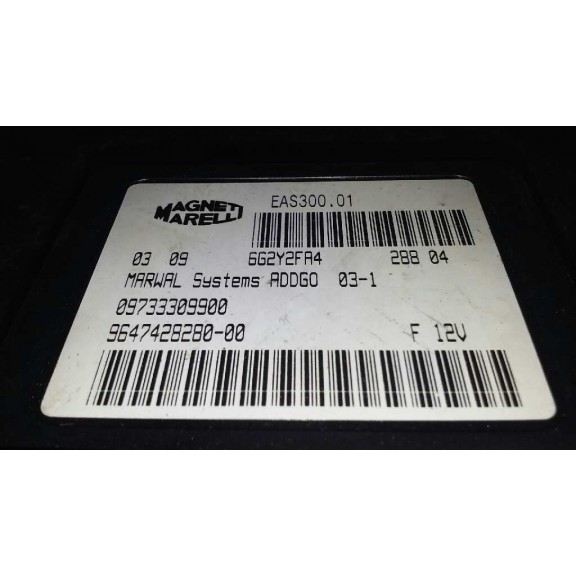 MAGNETI MARELLI
EAS300.01
03 09 6G2Y2FA4 288 04
MARWAL Systems ADDGO 03-1
09733309900
9647428280-00 F 12V